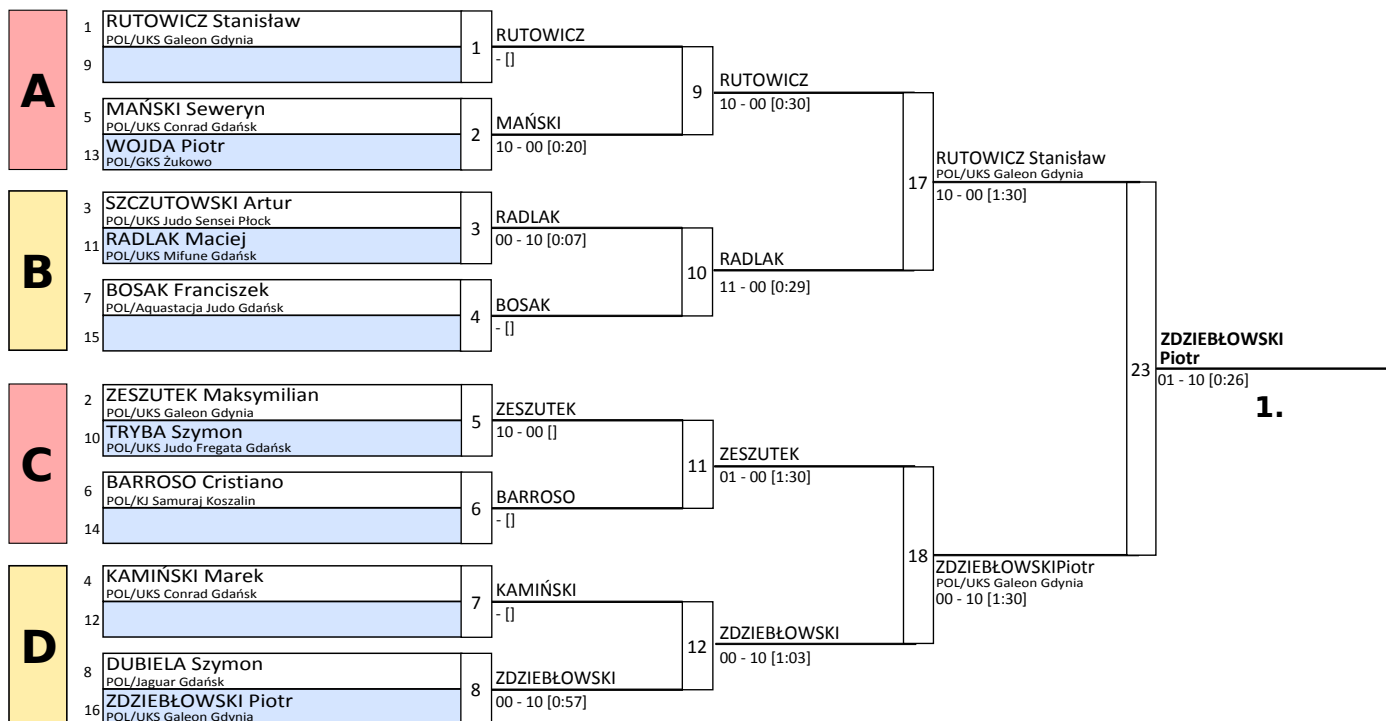 A
1 RUTOWICZ Stanisław
POL/UKS Galeon Gdynia
9
1
RUTOWICZ
- []
5 MAŃSKI Seweryn
POL/UKS Conrad Gdańsk
13 WOJDA Piotr
POL/GKS Żukowo
2
MAŃSKI
10 - 00 [0:20]
9
RUTOWICZ
10 - 00 [0:30]
B
3 SZCZUTOWSKI Artur
POL/UKS Judo Sensei Płock
11 RADLAK Maciej
POL/UKS Mifune Gdańsk
3
RADLAK
00 - 10 [0:07]
7 BOSAK Franciszek
POL/Aquastacja Judo Gdańsk
15
4
BOSAK
- []
10
RADLAK
11 - 00 [0:29]
17
RUTOWICZ Stanisław
POL/UKS Galeon Gdynia
10 - 00 [1:30]
C
2 ZESZUTEK Maksymilian
POL/UKS Galeon Gdynia
10 TRYBA Szymon
POL/UKS Judo Fregata Gdańsk
5
ZESZUTEK
10 - 00 []
6 BARROSO Cristiano
POL/KJ Samuraj Koszalin
14
6
BARROSO
- []
11
ZESZUTEK
01 - 00 [1:30]
D
4 KAMIŃSKI Marek
POL/UKS Conrad Gdańsk
12
7
KAMIŃSKI
- []
8 DUBIELA Szymon
POL/Jaguar Gdańsk
16 ZDZIEBŁOWSKI Piotr
POL/UKS Galeon Gdynia
8
ZDZIEBŁOWSKI
00 - 10 [0:57]
12
ZDZIEBŁOWSKI
00 - 10 [1:03]
18
ZDZIEBŁOWSKIPiotr
POL/UKS Galeon Gdynia
00 - 10 [1:30]
23
ZDZIEBŁOWSKI
Piotr
01 - 10 [0:26]
1.